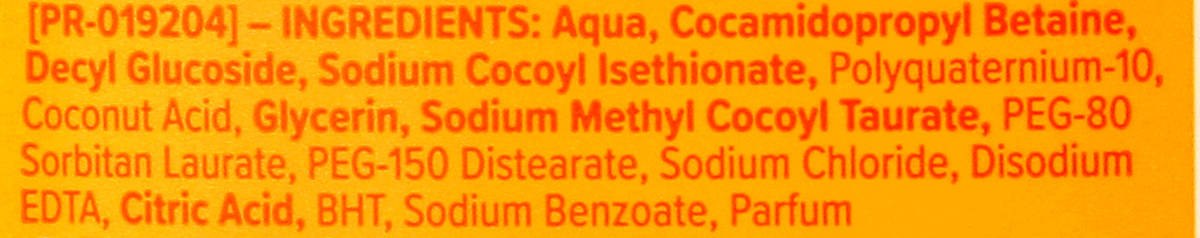 [PR-019204] – INGREDIENTS: Aqua, Cocamidopropyl Betaine,
Decyl Glucoside, Sodium Cocoyl Isethionate, Polyquaternium-10,
Coconut Acid, Glycerin, Sodium Methyl Cocoyl Taurate, PEG-80
Sorbitan Laurate, PEG-150 Distearate, Sodium Chloride, Disodium
EDTA, Citric Acid, BHT, Sodium Benzoate, Parfum